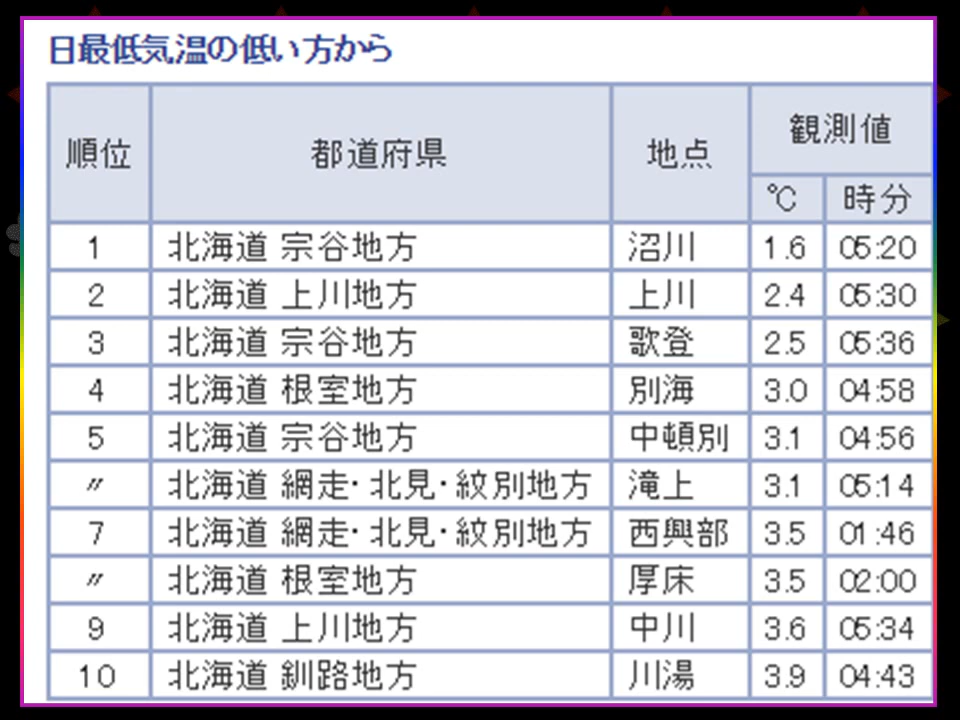 日最低気温の低い方から
順位 都道府県 地点 観測値
℃ 時分
1 北海道 宗谷地方 沼川 1.6 05:20
2 北海道 上川地方 上川 2.4 05:30
3 北海道 宗谷地方 歌登 2.5 05:36
4 北海道 根室地方 別海 3.0 04:58
5 北海道 宗谷地方 中頓別 3.1 04:56
〃 北海道 網走・北見・紋別地方 滝上 3.1 05:14
7 北海道 網走・北見・紋別地方 西興部 3.5 01:46
〃 北海道 根室地方 厚床 3.5 02:00
9 北海道 上川地方 中川 3.6 05:34
10 北海道 釧路地方 川湯 3.9 04:43